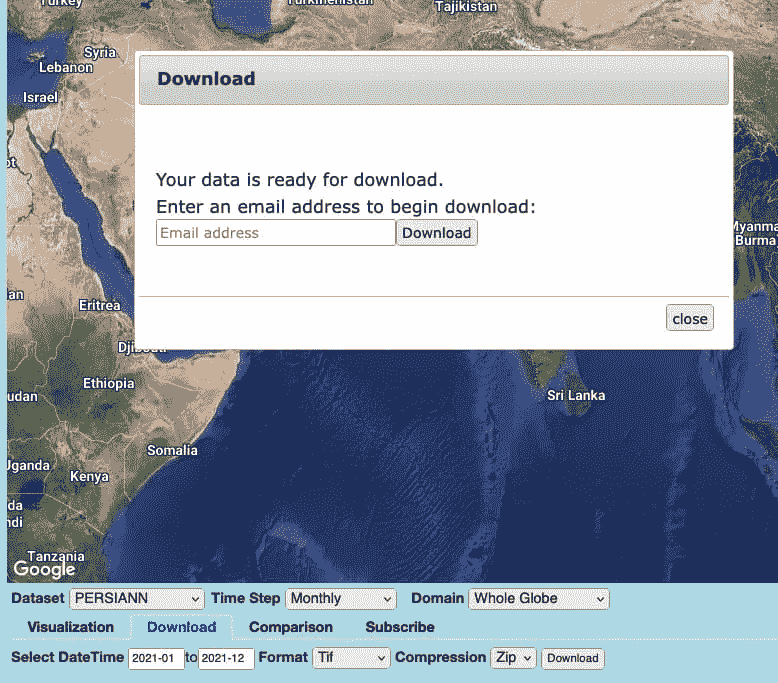 Turkey
Turkmenistan
Tajikistan
Syria
Lebanon
Israel
Download
Your data is ready for download.
Enter an email address to begin download:
Email address Download
Myanma
Burma
Eritrea
close
Djibouti
Ethiopia
udan
Sri Lanka
Somalia
Uganda
Kenya
Tanzania
Google
Dataset PERSIANN Time Step Monthly Domain Whole Globe
Visualization Download Comparison Subscribe
Select DateTime 2021-01 to 2021-12 Format Tif Compression Zip Download